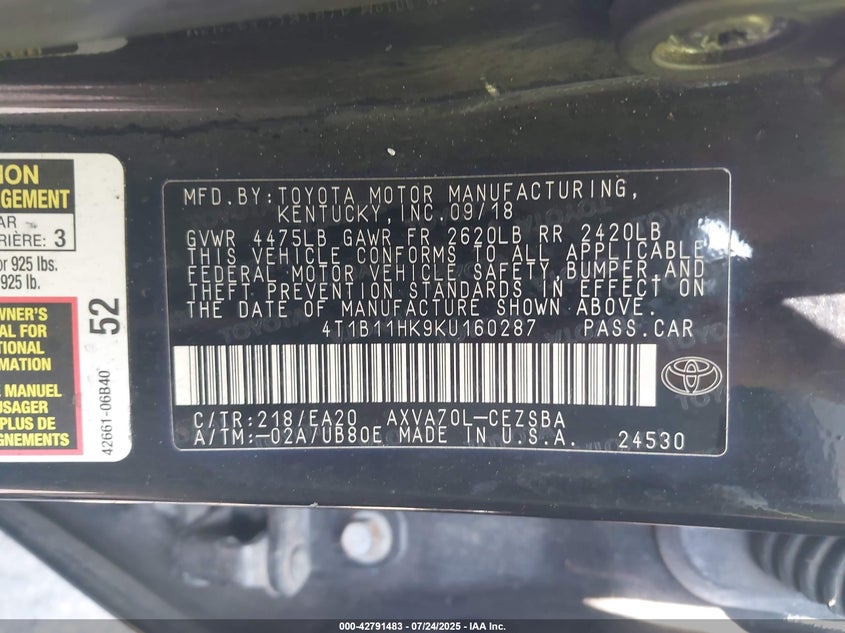 ION
GEMENT
AR
RIÈRE: 3
or 925 lbs.
925 lb.
WNER'S
AL FOR
ITIONAL
RMATION
E MANUEL
USAGER
PLUS DE
GNEMENTS
52
42661-06B40
MFD.BY:TOYOTA MOTOR MANUFACTURING,
KENTUCKY,INC.09/18
GVWR 4475LB GAWR FR 2620LB RR 2420LB
THIS VEHICLE CONFORMS TO ALL APPLICABLE
FEDERAL MOTOR VEHICLE SAFETY,BUMPER,AND
THEFT PREVENTION STANDARDS IN EFFECT ON
THE DATE OF MANUFACTURE SHOWN ABOVE.
4T1B11HK9KU160287 PASS.CAR
C/TR:218/EA20 AXVA70L-CEZSBA
A/TM:-02A/UB80E MADE IN U.S.A. 24530
000-42791483 - 07/24/2025 - IAA Inc.